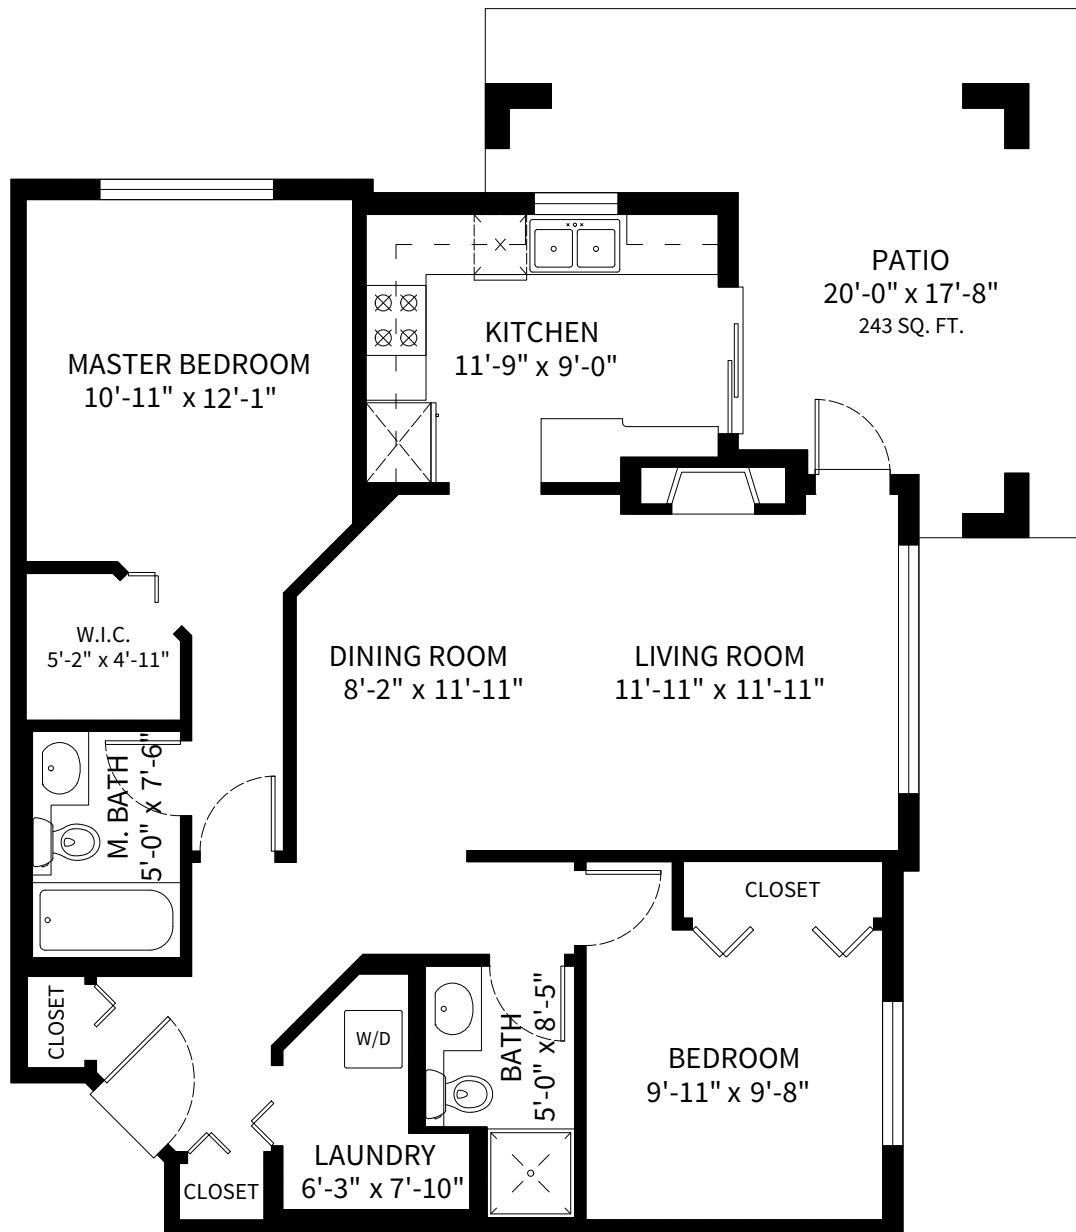 PATIO
20'-0" x 17'-8"
243 SQ. FT.
KITCHEN
11'-9" x 9'-0"
MASTER BEDROOM
10'-11" x 12'-1"
W.I.C.
5'-2" x 4'-11"
DINING ROOM
8'-2" x 11'-11"
LIVING ROOM
11'-11" x 11'-11"
M. BATH
5'-0" x 7'-6"
CLOSET
CLOSET
W/D
BATH
5'-0" x 8'-5"
BEDROOM
9'-11" x 9'-8"
LAUNDRY
6'-3" x 7'-10"
CLOSET